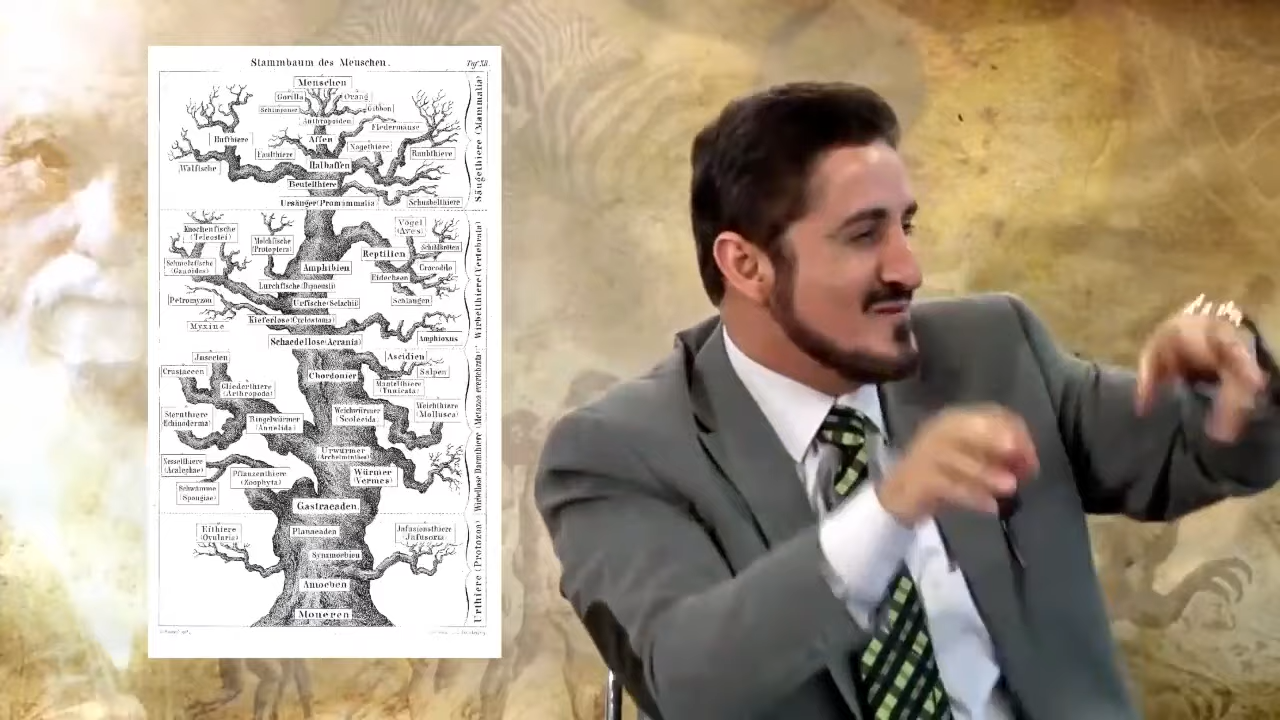 Stammbaum des Menschen.
Taf. XII.
Menschen
Gorilla
Orang
Gibbon
Anthropoiden
Fledermäuse
Affen
Hufthiere
Nagethiere
Faulthiere
Raubthiere
Halbaffen
Walfische
Beutelthiere
Ursäuger (Promammalia)
Schnabelthiere
Säugethiere (Mammalia)
Knochenfische
(Teleostei)
Vögel
(Aves)
Molchfische
(Protoptera)
Schildkröten
Reptilien
Schmelzfische
(Ganoides)
Amphibien
Crocodile
Eidechsen
Lurchfische (Dipneusti)
Petromyzon
Urfische (Selachii)
Schlangen
Myxine
Kieferlose (Cyclostoma)
Schaedellose (Acrania)
Amphioxus
Wirbelthiere (Vertebrata)
Insecten
Ascidien
Crustaceen
Chordonier
Salpen
Gliederthiere
(Arthropoda)
Mantelthiere
(Tunicata)
Sternthiere
(Echinoderma)
Ringelwürmer
(Annelida)
Weichwürmer
(Scolecida)
Weichthiere
(Mollusca)
Urwürmer
(Archelminthes)
Nesselthiere
(Acalephae)
Pflanzenthiere
(Zoophyta)
Würmer
(Vermes)
Schwämme
(Spongiae)
Gastraeaden.
Wirbellose Darmthiere (Metazoa evertebrata)
Eithiere
(Ovularia)
Planaeaden
Infusionsthiere
Infusoria
Synamoebien
Amoeben
Moneren
Urthiere (Protozoa)